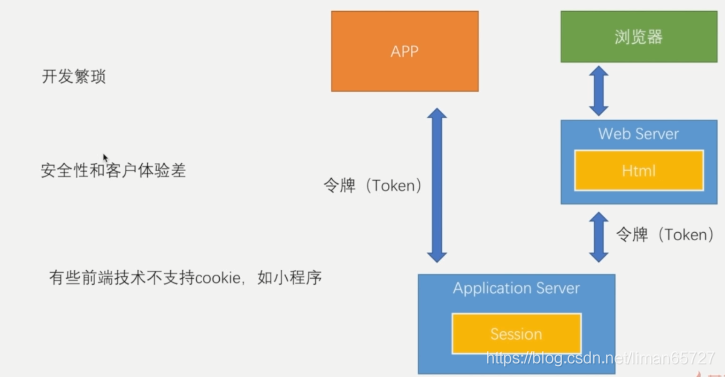 开发繁琐
安全性和客户体验差
有些前端技术不支持cookie，如小程序
APP
浏览器
Web Server
Html
令牌（Token）
令牌（Token）
Application Server
Session
https://blog.csdn.net/liman65727